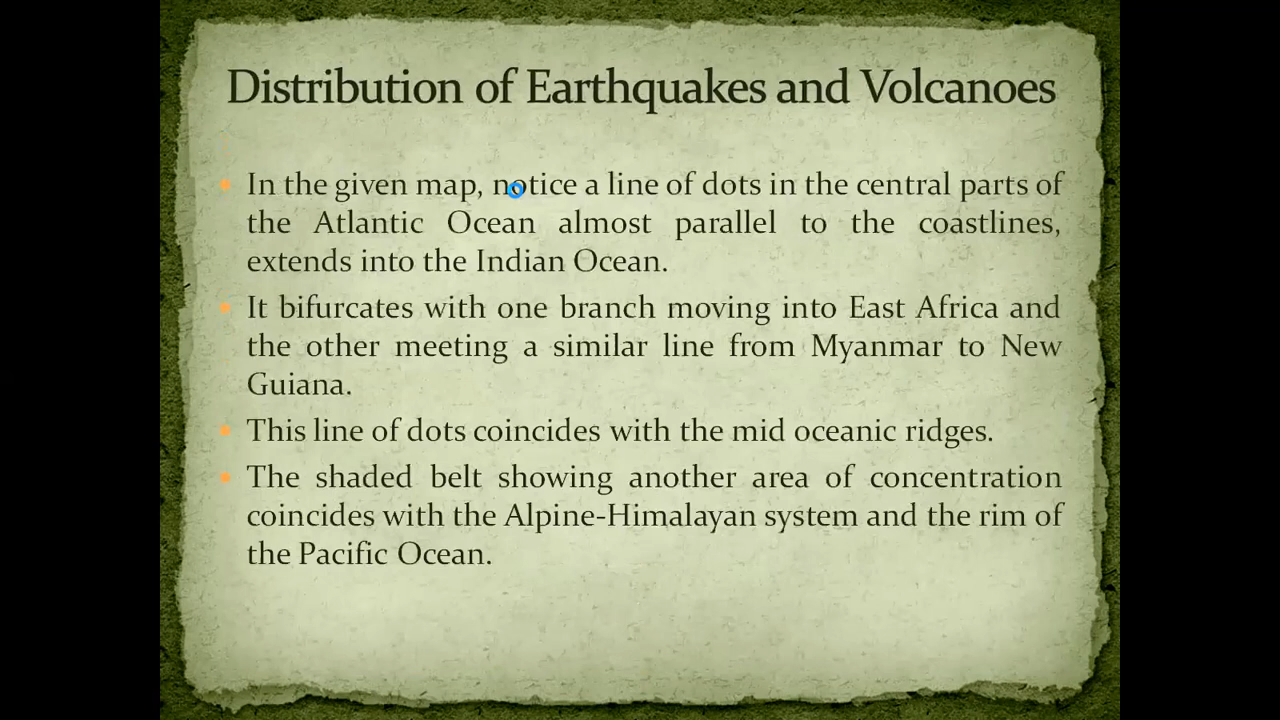 Distribution of Earthquakes and Volcanoes
• In the given map, notice a line of dots in the central parts of
the Atlantic Ocean almost parallel to the coastlines,
extends into the Indian Ocean.
• It bifurcates with one branch moving into East Africa and
the other meeting a similar line from Myanmar to New
Guiana.
• This line of dots coincides with the mid oceanic ridges.
• The shaded belt showing another area of concentration
coincides with the Alpine-Himalayan system and the rim of
the Pacific Ocean.